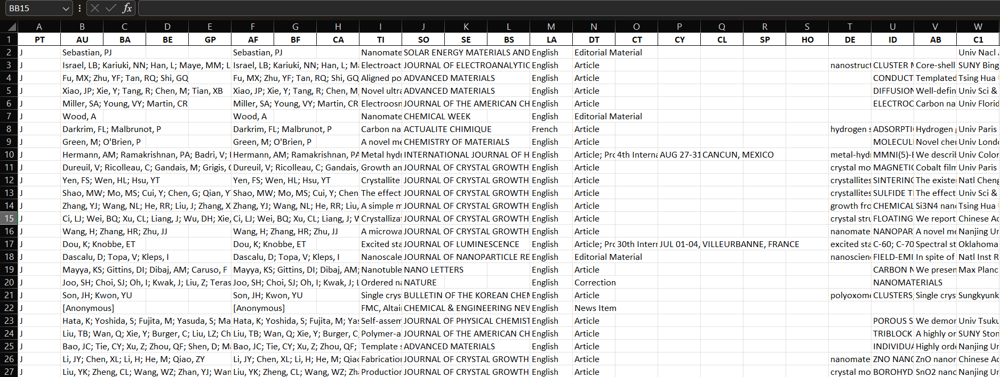 BB15 fx
A B C D E F G H I J K L M N O P Q R S T U V W
1 PT AU BA BE GP AF BF CA TI SO SE BS LA DT CT CY CL SP HO DE ID AB C1
2 J Sebastian, PJ Sebastian, PJ Nanomate SOLAR ENERGY MATERIALS AND English Editorial Material Univ Nacl
3 J Israel, LB; Kariuki, NN; Han, L; Maye, MM; L Israel, LB; Kariuki, NN; Han, L; Ma Electroact JOURNAL OF ELECTROANALYTIC English Article nanostruct CLUSTER M Core-shell SUNY Bing
4 J Fu, MX; Zhu, YF; Tan, RQ; Shi, GQ Fu, MX; Zhu, YF; Tan, RQ; Shi, GQ Aligned po ADVANCED MATERIALS English Article CONDUCT Templated Tsing Hua
5 J Xiao, JP; Xie, Y; Tang, R; Chen, M; Tian, XB Xiao, JP; Xie, Y; Tang, R; Chen, M Novel ultra ADVANCED MATERIALS English Article DIFFUSION Well-defin Univ Sci &
6 J Miller, SA; Young, VY; Martin, CR Miller, SA; Young, VY; Martin, CR Electroosn JOURNAL OF THE AMERICAN CH English Article ELECTROC Carbon na Univ Florid
7 J Wood, A Wood, A Nanomate CHEMICAL WEEK English Editorial Material
8 J Darkrim, FL; Malbrunot, P Darkrim, FL; Malbrunot, P Carbon na ACTUALITE CHIMIQUE French Article hydrogen s ADSORPTI Hydrogen Univ Paris
9 J Green, M; O'Brien, P Green, M; O'Brien, P A novel me CHEMISTRY OF MATERIALS English Article MOLECUL Novel cher Univ Lond
10 J Hermann, AM; Ramakrishnan, PA; Badri, V; Hermann, AM; Ramakrishnan, PA Metal hydr INTERNATIONAL JOURNAL OF H English Article; Pro 4th Interna AUG 27-31 CANCUN, MEXICO metal-hydr MMNI(5)- We describ Univ Color
11 J Dureuil, V; Ricolleau, C; Gandais, M; Grigis, Dureuil, V; Ricolleau, C; Gandais, Growth an JOURNAL OF CRYSTAL GROWTH English Article crystal mo MAGNETIC Cobalt film Univ Paris
12 J Yen, FS; Wen, HL; Hsu, YT Yen, FS; Wen, HL; Hsu, YT Crystallite JOURNAL OF CRYSTAL GROWTH English Article crystallites SINTERING The existe Natl Cheng
13 J Shao, MW; Mo, MS; Cui, Y; Chen, G; Qian, Y Shao, MW; Mo, MS; Cui, Y; Chen The effect JOURNAL OF CRYSTAL GROWTH English Article crystallites SULFIDE T The effect Univ Sci &
14 J Zhang, YJ; Wang, NL; He, RR; Liu, J; Zhang, X Zhang, YJ; Wang, NL; He, RR; Liu, A simple m JOURNAL OF CRYSTAL GROWTH English Article growth fro CHEMICAL Si3N4 nan Tsing Hua
15 J Ci, LJ; Wei, BQ; Xu, CL; Liang, J; Wu, DH; Xie, Ci, LJ; Wei, BQ; Xu, CL; Liang, J; W Crystallizat JOURNAL OF CRYSTAL GROWTH English Article crystal stru FLOATING We report Chinese Ac
16 J Wang, H; Zhang, HR; Zhu, JJ Wang, H; Zhang, HR; Zhu, JJ A microwa JOURNAL OF CRYSTAL GROWTH English Article nanomate NANOPAR A novel me Nanjing Un
17 J Dou, K; Knobbe, ET Dou, K; Knobbe, ET Excited sta JOURNAL OF LUMINESCENCE English Article; Pro 30th Intern JUL 01-04, VILLEURBANNE, FRANCE excited sta C-60; C-70 Spectral st Oklahoma
18 J Dascalu, D; Topa, V; Kleps, I Dascalu, D; Topa, V; Kleps, I Nanoscale JOURNAL OF NANOPARTICLE RE English Editorial Material nanoscien FIELD-EMI In spite of Natl Inst R
19 J Mayya, KS; Gittins, DI; Dibaj, AM; Caruso, F Mayya, KS; Gittins, DI; Dibaj, AM; Nanotuble NANO LETTERS English Article CARBON N We presen Max Planc
20 J Joo, SH; Choi, SJ; Oh, I; Kwak, J; Liu, Z; Teras Joo, SH; Choi, SJ; Oh, I; Kwak, J; L Ordered na NATURE English Correction NANOMATERIALS
21 J Son, JH; Kwon, YU Son, JH; Kwon, YU Single crys BULLETIN OF THE KOREAN CHEM English Article polyoxome CLUSTERS, Single crys Sungkyunk
22 J [Anonymous] [Anonymous] FMC, Altair CHEMICAL & ENGINEERING NEW English News Item
23 J Hata, K; Yoshida, S; Fujita, M; Yasuda, S; Ma Hata, K; Yoshida, S; Fujita, M; Yas Self-assem JOURNAL OF PHYSICAL CHEMIST English Article POROUS S We demor Univ Tsuku
24 J Liu, TB; Wan, Q; Xie, Y; Burger, C; Liu, LZ; Ch Liu, TB; Wan, Q; Xie, Y; Burger, C; Polymer-a JOURNAL OF THE AMERICAN CH English Article TRIBLOCK A highly or SUNY Ston
25 J Bao, JC; Tie, CY; Xu, Z; Zhou, QF; Shen, D; Ma Bao, JC; Tie, CY; Xu, Z; Zhou, QF; Template s ADVANCED MATERIALS English Article INDIVIDUA Highly orde Nanjing Un
26 J Li, JY; Chen, XL; Li, H; He, M; Qiao, ZY Li, JY; Chen, XL; Li, H; He, M; Qiao Fabrication JOURNAL OF CRYSTAL GROWTH English Article nanomate ZNO NANO ZnO nanor Chinese Ac
27 J Liu, YK; Zheng, CL; Wang, WZ; Zhan, YJ; Wan Liu, YK; Zheng, CL; Wang, WZ; Zha Production JOURNAL OF CRYSTAL GROWTH English Article crystal mo BOROHYD SnO2 nanc Nanjing Un